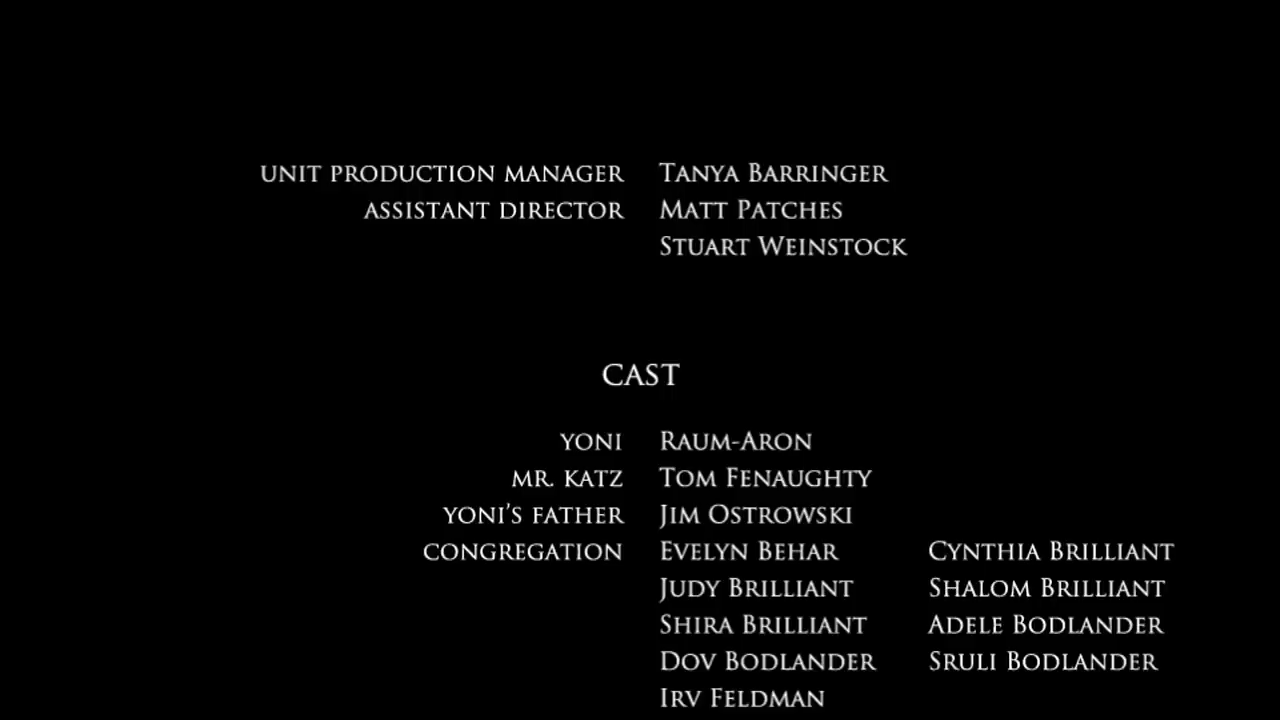 UNIT PRODUCTION MANAGER TANYA BARRINGER
ASSISTANT DIRECTOR MATT PATCHES
STUART WEINSTOCK
CAST
YONI RAUM-ARON
MR. KATZ TOM FENAUGHTY
YONI'S FATHER JIM OSTROWSKI
CONGREGATION EVELYN BEHAR CYNTHIA BRILLIANT
JUDY BRILLIANT SHALOM BRILLIANT
SHIRA BRILLIANT ADELE BODLANDER
DOV BODLANDER SRULI BODLANDER
IRV FELDMAN